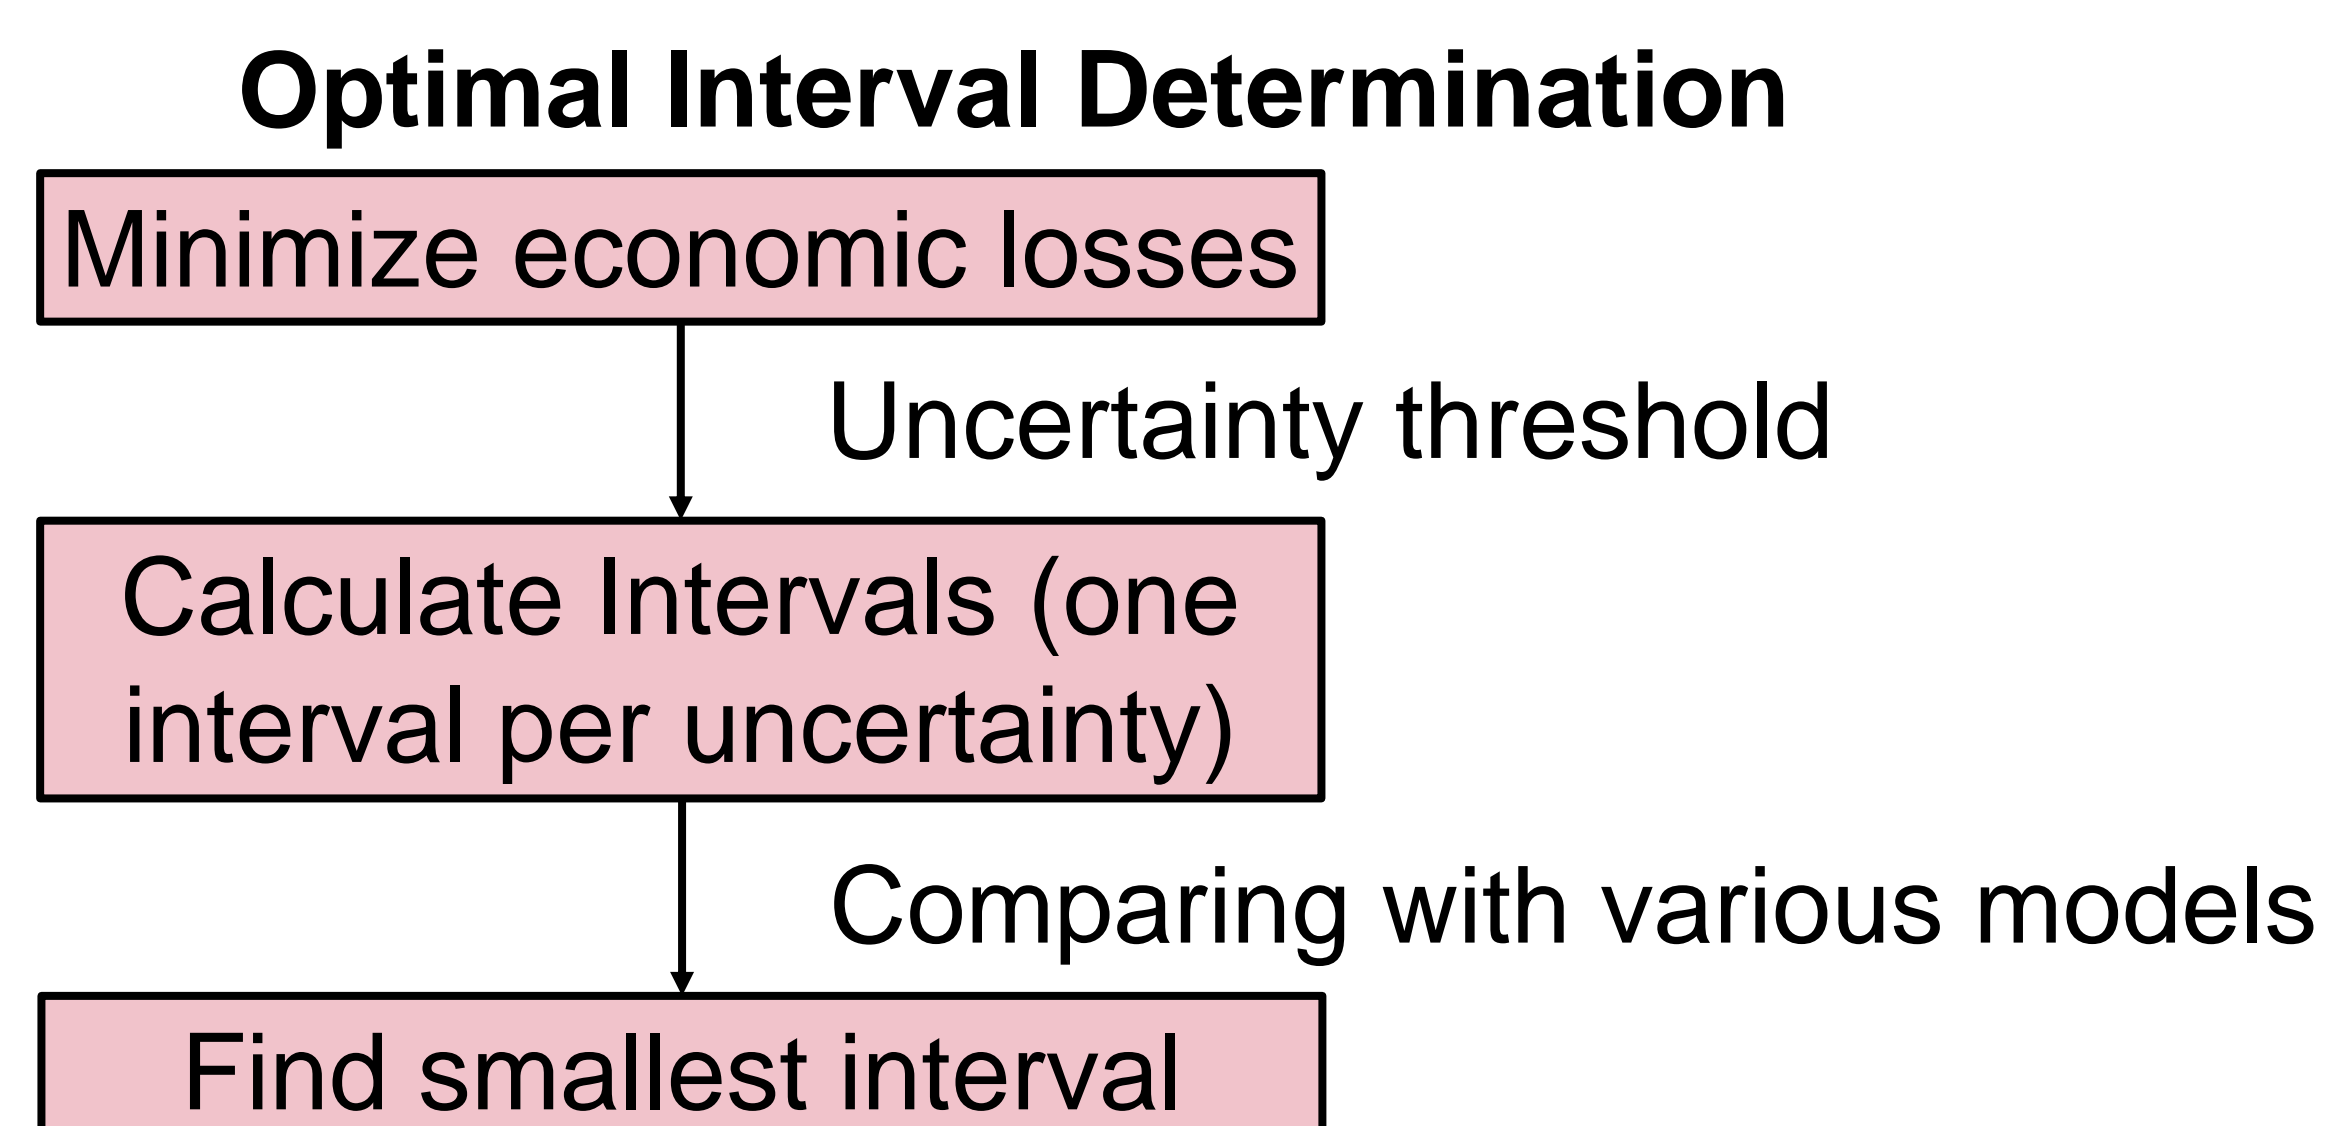 Optimal Interval Determination
Minimize economic losses
Uncertainty threshold
Calculate Intervals (one
interval per uncertainty)
Comparing with various models
Find smallest interval